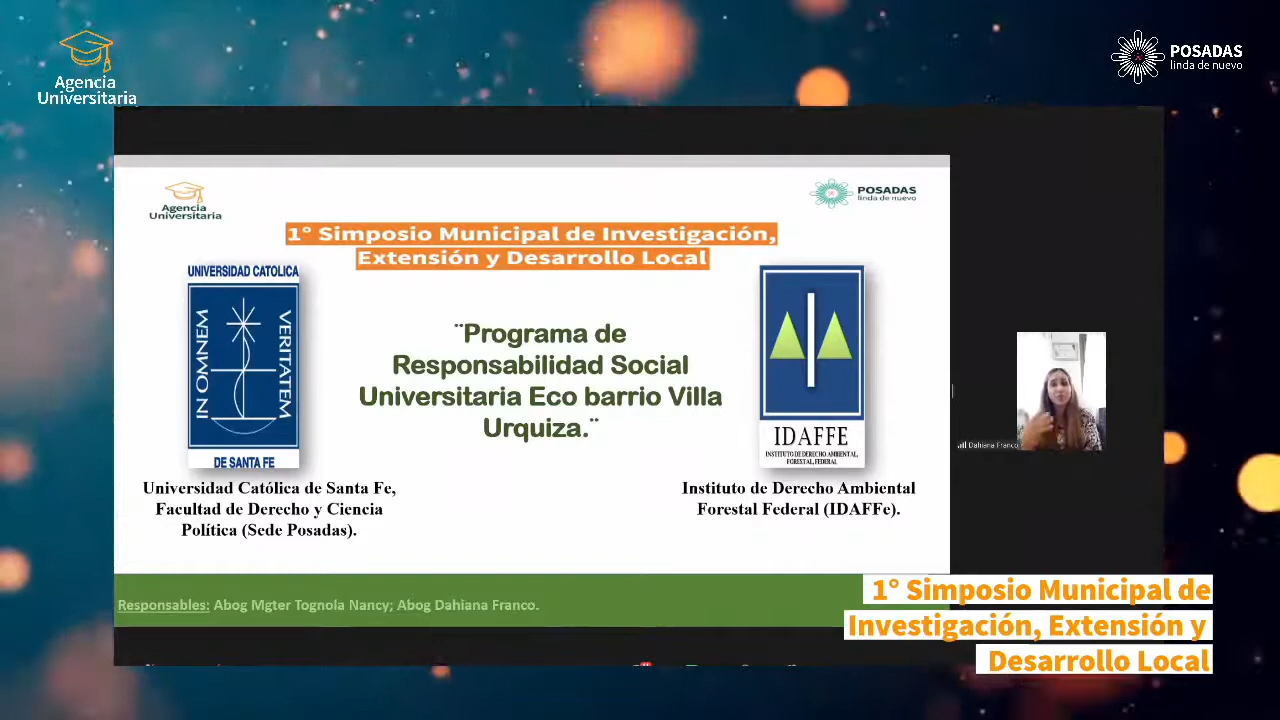 Agencia
Universitaria
POSADAS
linda de nuevo
Agencia
Universitaria
POSADAS
linda de nuevo
1° Simposio Municipal de Investigación,
Extensión y Desarrollo Local
UNIVERSIDAD CATOLICA
IN OMNEM
VERITATEM
DE SANTA FE
¨Programa de
Responsabilidad Social
Universitaria Eco barrio Villa
Urquiza.¨
IDAFFE
INSTITUTO DE DERECHO AMBIENTAL,
FORESTAL, FEDERAL
Universidad Católica de Santa Fe,
Facultad de Derecho y Ciencia
Política (Sede Posadas).
Instituto de Derecho Ambiental
Forestal Federal (IDAFFe).
Dahiana Franco
Responsables: Abog Mgter Tognola Nancy; Abog Dahiana Franco.
1° Simposio Municipal de
Investigación, Extensión y
Desarrollo Local